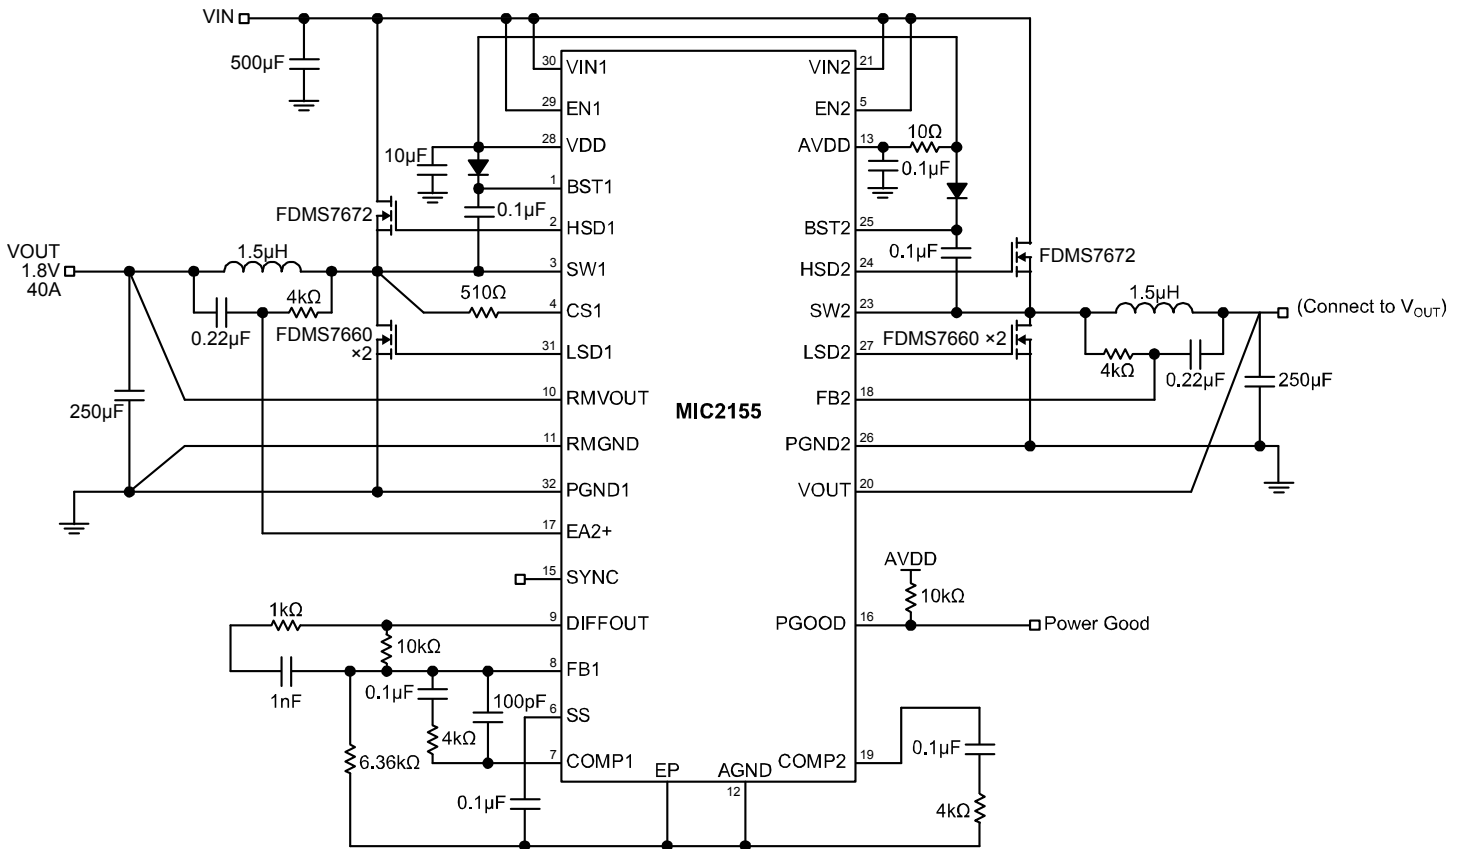 VIN
500µF
30 VIN1
29 EN1
28 VDD
10µF
1 BST1
0.1µF
FDMS7672
2 HSD1
VOUT
1.8V
40A
1.5µH
3 SW1
510Ω
4 CS1
4kΩ
0.22µF
FDMS7660
×2
31 LSD1
250µF
10 RMVOUT
11 RMGND
32 PGND1
17 EA2+
15 SYNC
1kΩ
9 DIFFOUT
10kΩ
8 FB1
1nF
0.1µF
100pF
6 SS
4kΩ
6.36kΩ
7 COMP1
0.1µF
MIC2155
EP
AGND
12
VIN2 21
EN2 5
AVDD 13
10Ω
0.1µF
BST2 25
0.1µF
HSD2 24
FDMS7672
SW2 23
1.5µH
(Connect to VOUT)
LSD2 27
FDMS7660 ×2
4kΩ
0.22µF
250µF
FB2 18
PGND2 26
VOUT 20
AVDD
10kΩ
PGOOD 16
Power Good
COMP2 19
0.1µF
4kΩ